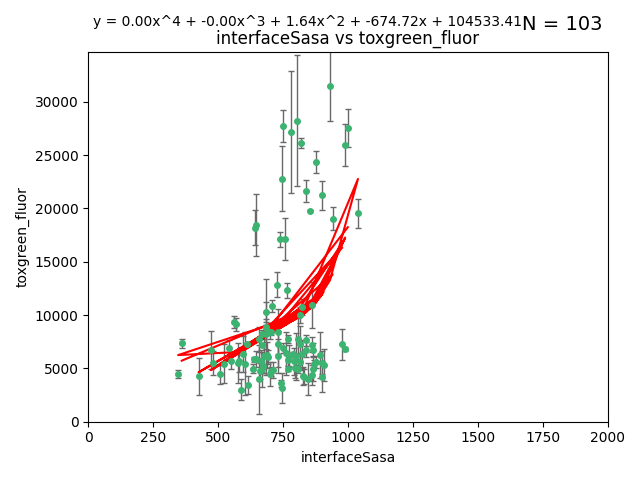 y = 0.00x^4 + -0.00x^3 + 1.64x^2 + -674.72x + 104533.41 N = 103
interfaceSasa vs toxgreen_fluor
30000
25000
20000
15000
10000
5000
0
toxgreen_fluor
0 250 500 750 1000 1250 1500 1750 2000
interfaceSasa